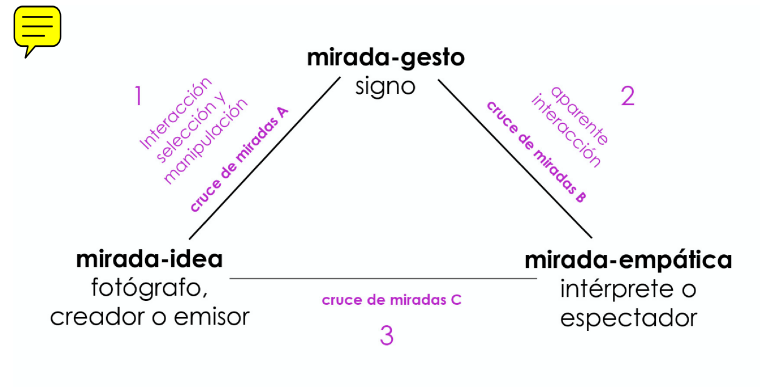 mirada-gesto
signo
1
Interacción
selección y
manipulación
cruce de miradas A
2
aparente
interacción
cruce de miradas B
mirada-idea
fotógrafo,
creador o emisor
mirada-empática
intérprete o
espectador
cruce de miradas C
3